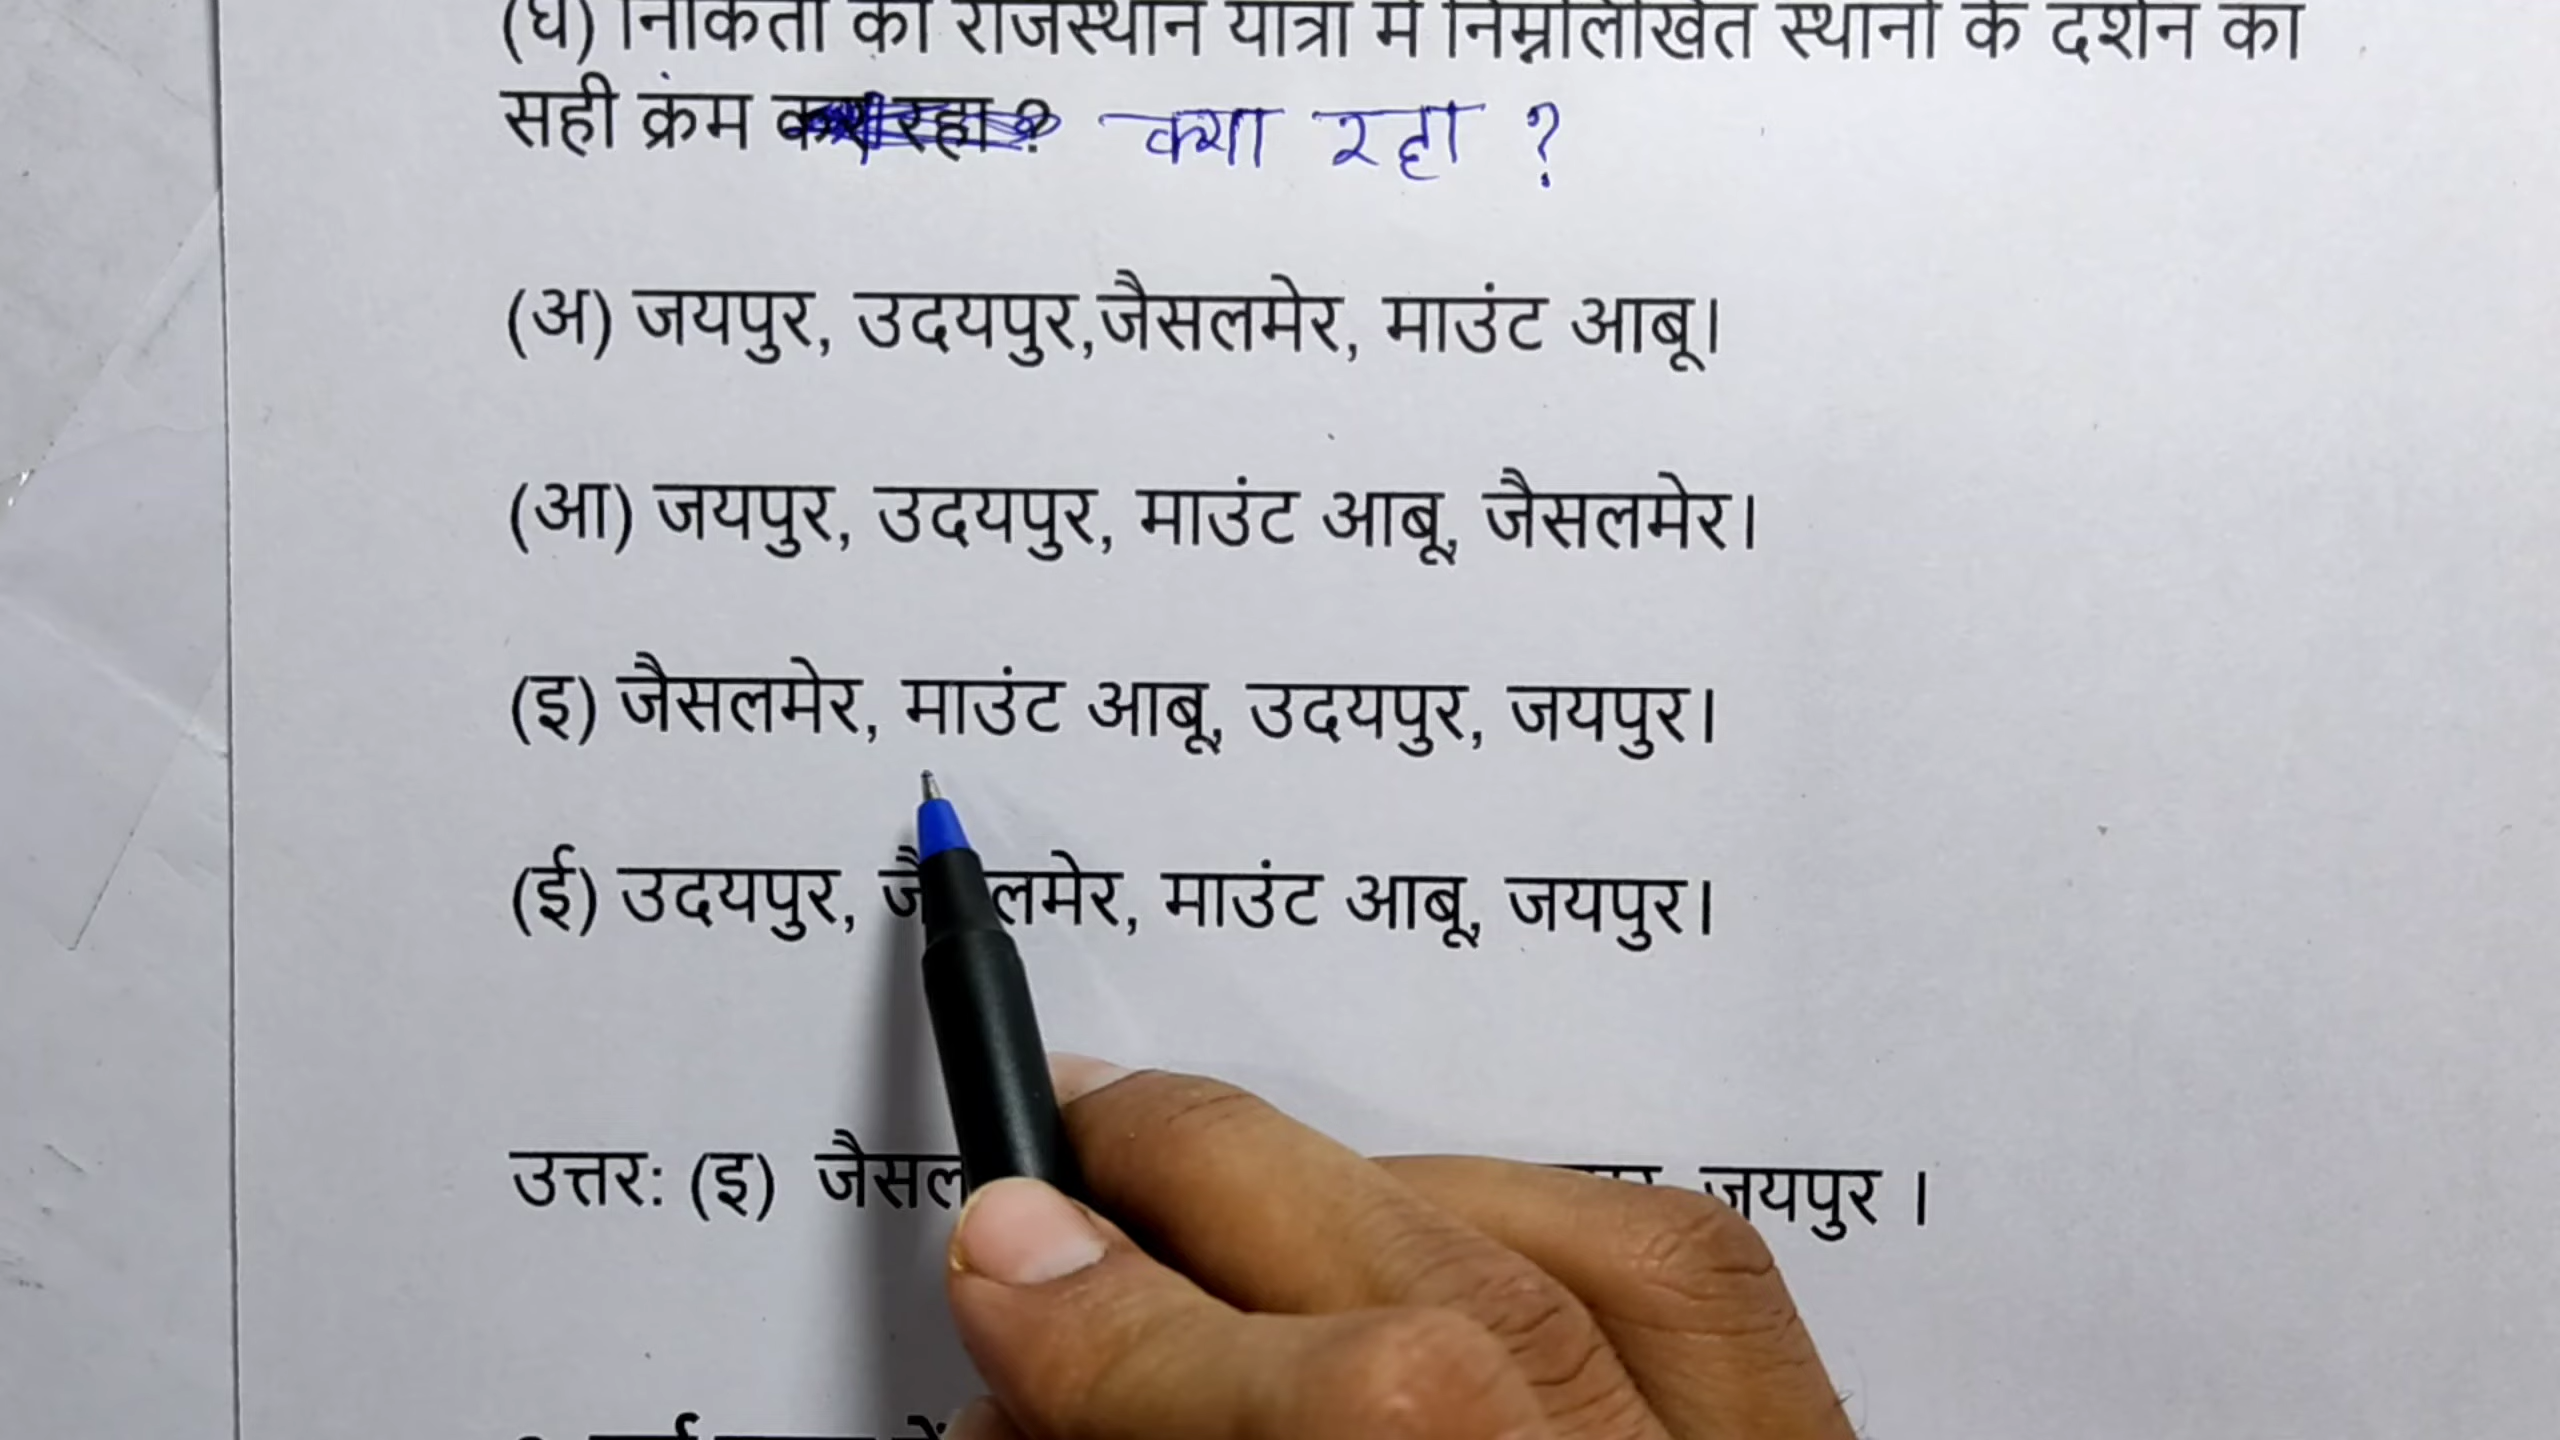 (घ) निकिता की राजस्थान यात्रा में निम्नलिखित स्थानों के दर्शन का
सही क्रम क्या रहा ?
(अ) जयपुर, उदयपुर,जैसलमेर, माउंट आबू।
(आ) जयपुर, उदयपुर, माउंट आबू, जैसलमेर।
(इ) जैसलमेर, माउंट आबू, उदयपुर, जयपुर।
(ई) उदयपुर, जैसलमेर, माउंट आबू, जयपुर।
उत्तर: (इ) जयपुर ।